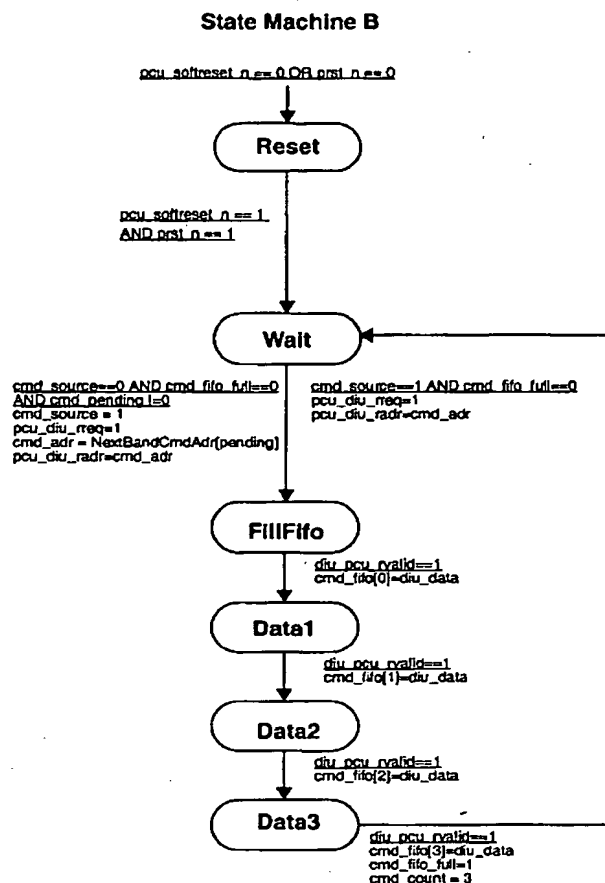 State Machine B
pcu_softreset_n == 0 OR prst_n == 0
Reset
pcu_softreset_n == 1
AND prst_n == 1
Wait
cmd_source==0 AND cmd_fifo_full==0
AND cmd_pending !=0
cmd_source = 1
pcu_diu_rreq=1
cmd_adr = NextBandCmdAdr[pending]
pcu_diu_radr=cmd_adr
cmd_source==1 AND cmd_fifo_full==0
pcu_diu_rreq=1
pcu_diu_radr=cmd_adr
FillFifo
diu_pcu_rvalid==1
cmd_fifo[0]=diu_data
Data1
diu_pcu_rvalid==1
cmd_fifo[1]=diu_data
Data2
diu_pcu_rvalid==1
cmd_fifo[2]=diu_data
Data3
diu_pcu_rvalid==1
cmd_fifo[3]=diu_data
cmd_fifo_full=1
cmd_count = 3